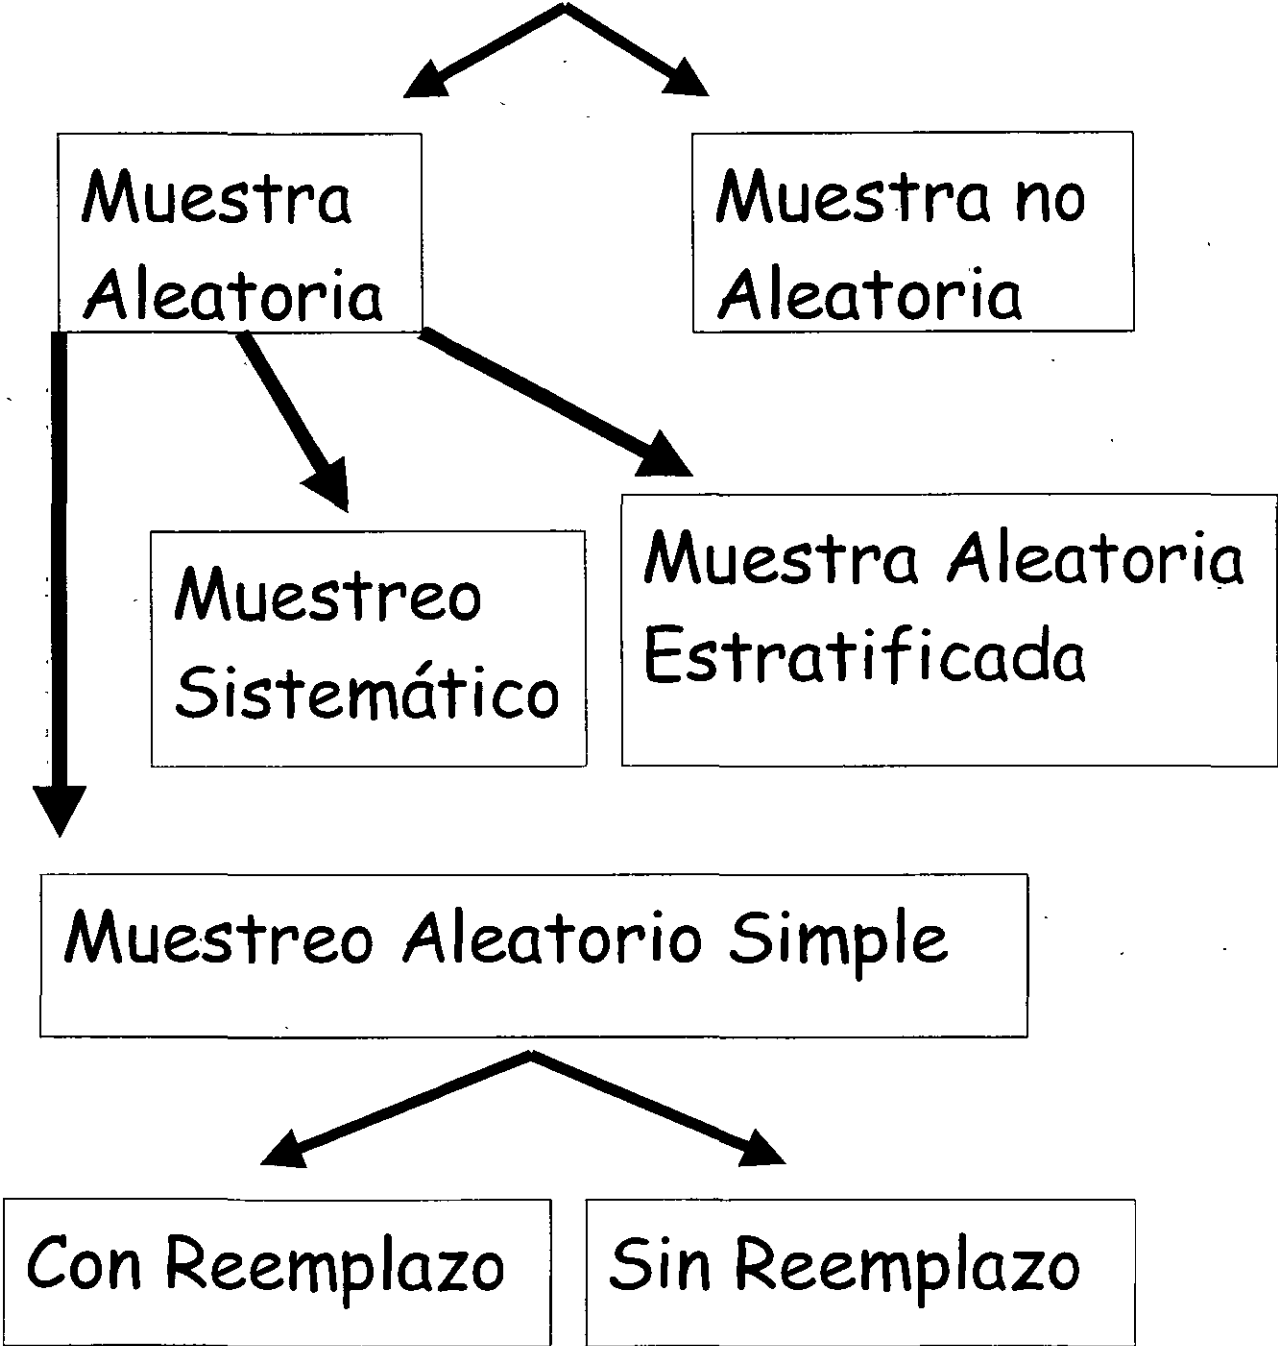 Muestra
Aleatoria
Muestra no
Aleatoria
Muestreo
Sistemático
Muestra Aleatoria
Estratificada
Muestreo Aleatorio Simple
Con Reemplazo
Sin Reemplazo